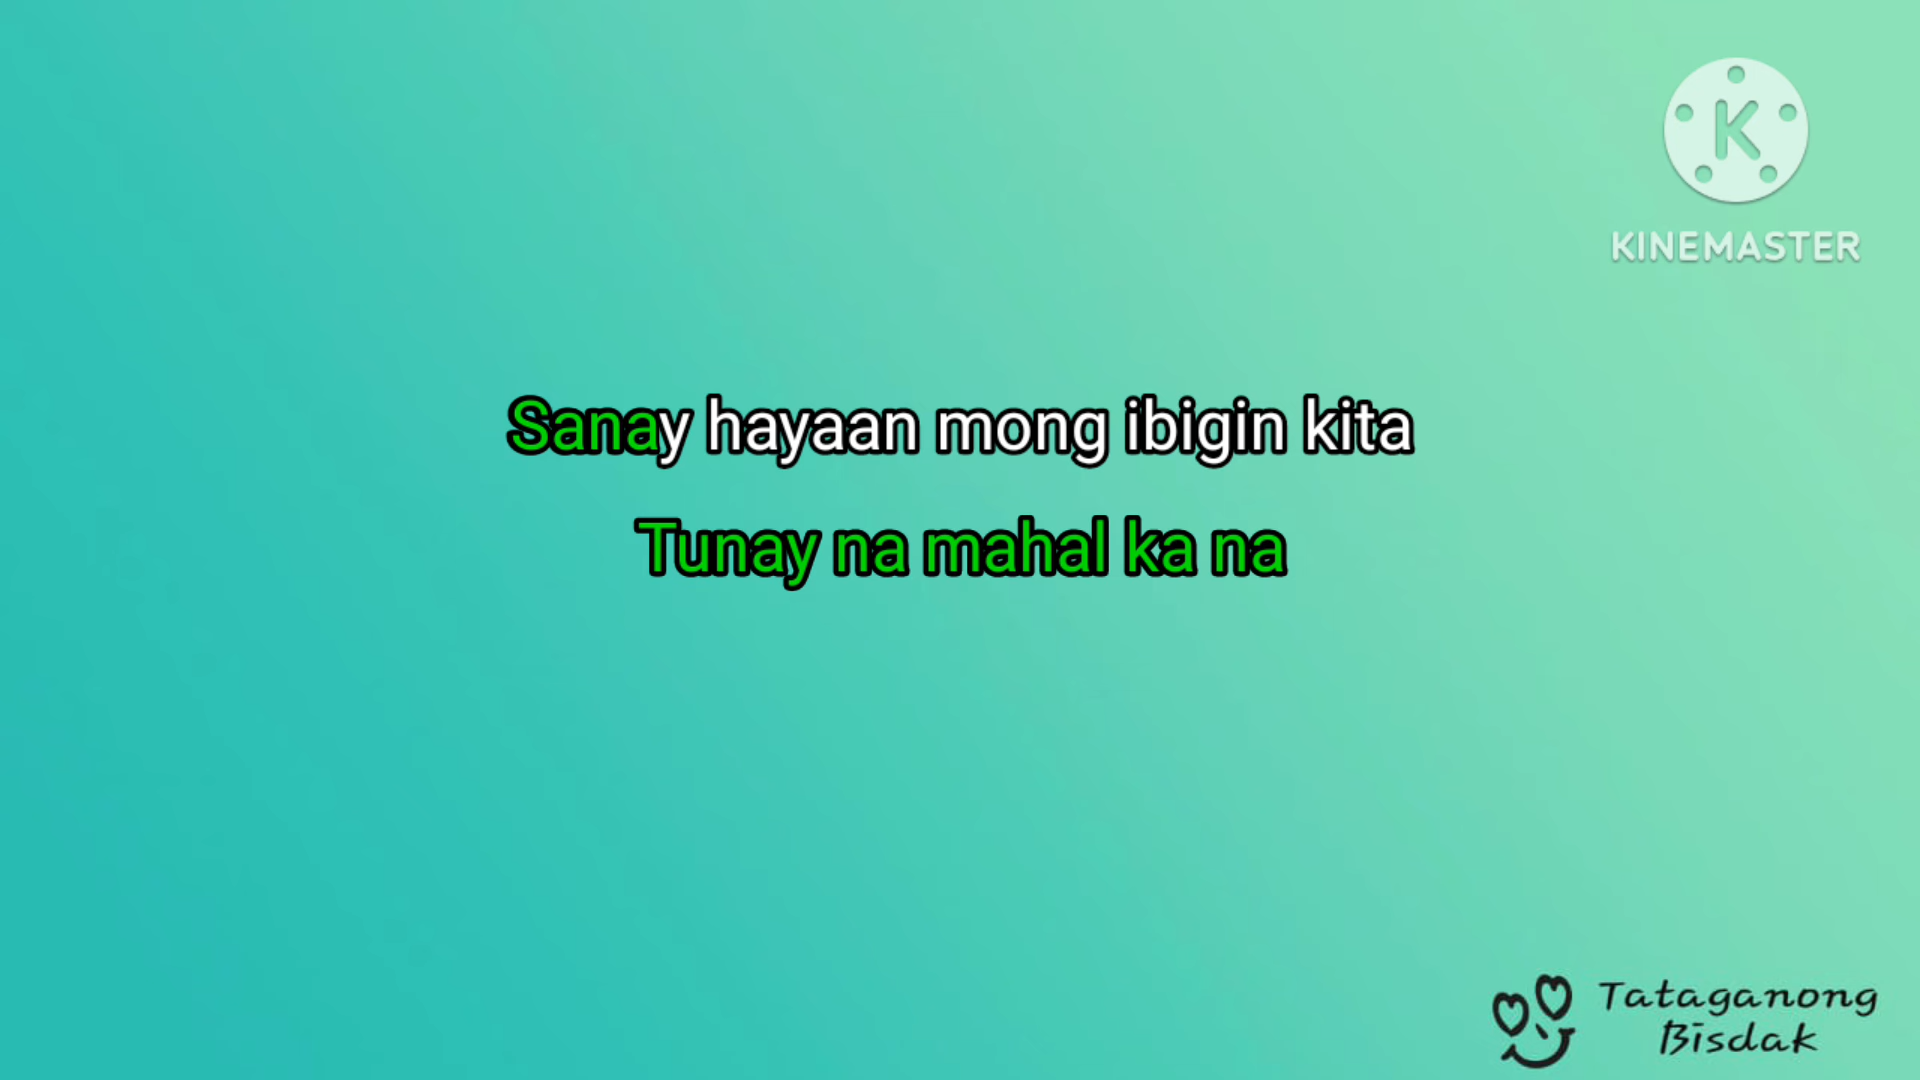 K
KINEMASTER
Sanay hayaan mong ibigin kita
Tunay na mahal ka na
Tataganong
Bisdak